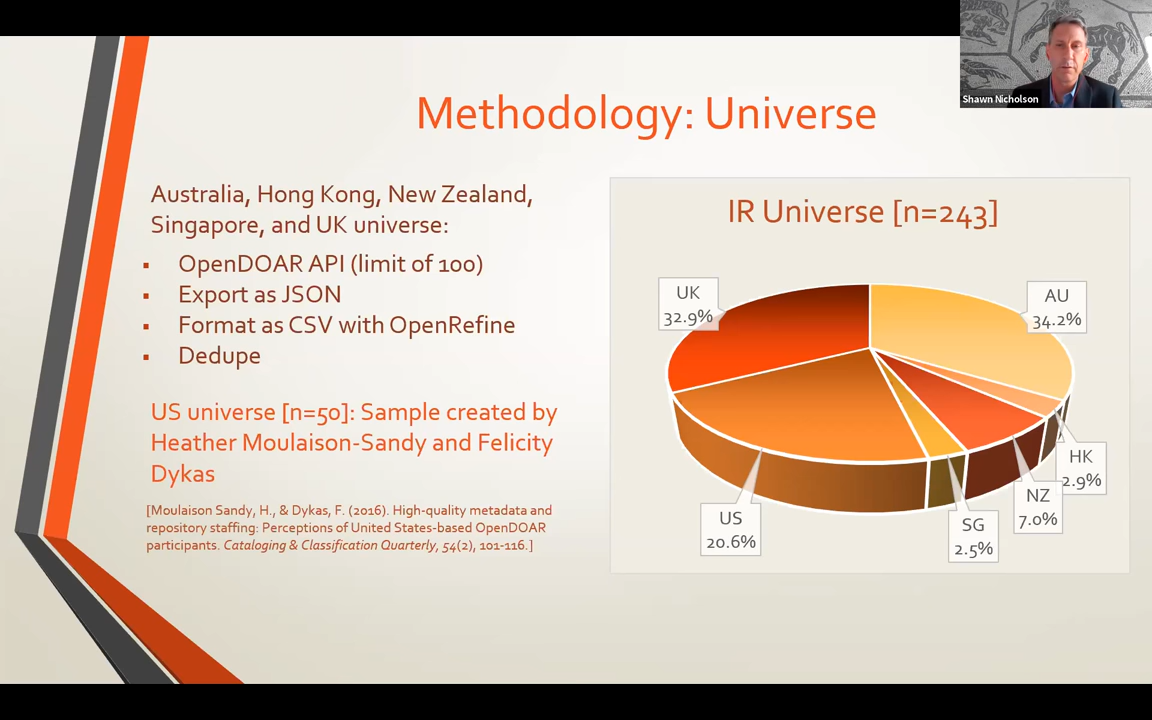 Shawn Nicholson
Methodology: Universe
Australia, Hong Kong, New Zealand,
Singapore, and UK universe:
▪ OpenDOAR API (limit of 100)
▪ Export as JSON
▪ Format as CSV with OpenRefine
▪ Dedupe
US universe [n=50]: Sample created by
Heather Moulaison-Sandy and Felicity
Dykas
[Moulaison Sandy, H., & Dykas, F. (2016). High-quality metadata and
repository staffing: Perceptions of United States-based OpenDOAR
participants. Cataloging & Classification Quarterly, 54(2), 101-116.]
IR Universe [n=243]
UK
32.9%
AU
34.2%
HK
2.9%
NZ
7.0%
SG
2.5%
US
20.6%